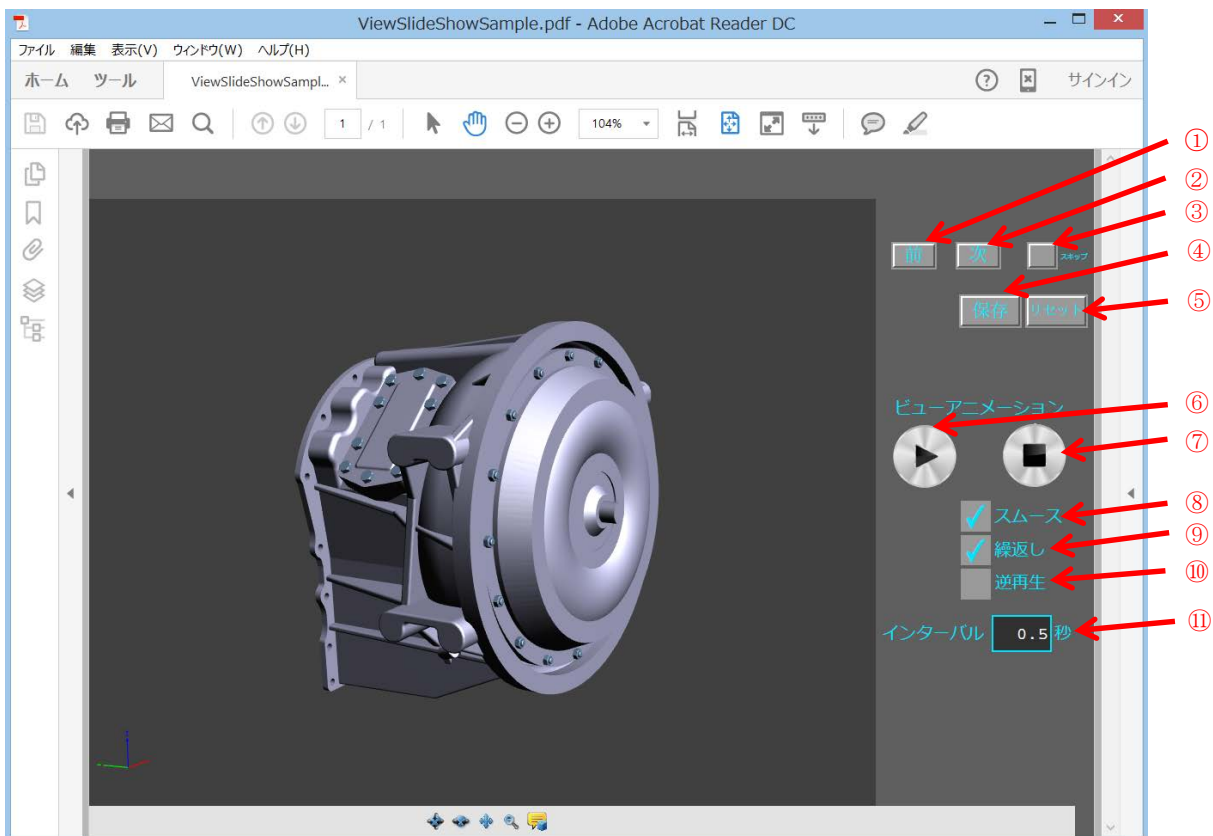 ViewSlideShowSample.pdf - Adobe Acrobat Reader DC
ファイル 編集 表示(V) ウィンドウ(W) ヘルプ(H)
ホーム ツール ViewSlideShowSampl... × サインイン
1 / 1 104%
①
②
③
④
⑤
前 次 スキップ
保存 リセット
ビューアニメーション
⑥
⑦
スムース ⑧
繰返し ⑨
逆再生 ⑩
インターバル 0.5 秒 ⑪